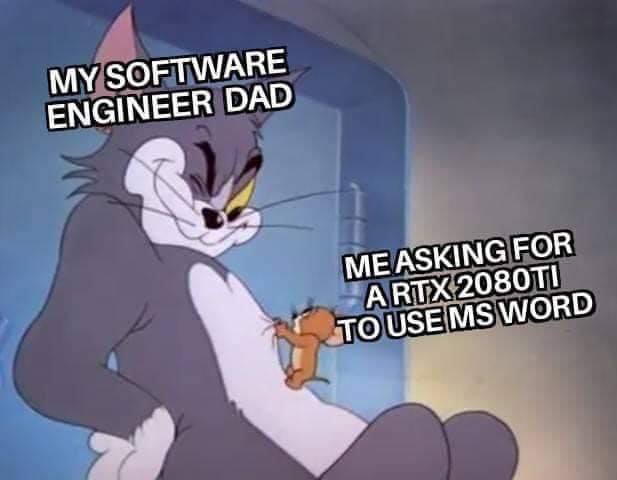 MY SOFTWARE
ENGINEER DAD
ME ASKING FOR
A RTX 2080TI
TO USE MS WORD